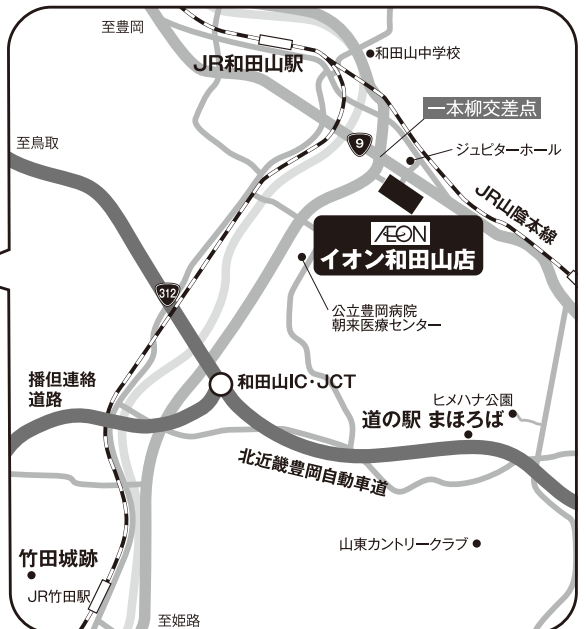 至豊岡
JR和田山駅
和田山中学校
一本柳交差点
9
至鳥取
ジュピターホール
JR山陰本線
ÆON
イオン和田山店
312
公立豊岡病院
朝来医療センター
和田山IC・JCT
播但連絡
道路
ヒメハナ公園
道の駅 まほろば
北近畿豊岡自動車道
山東カントリークラブ
竹田城跡
JR竹田駅
至姫路